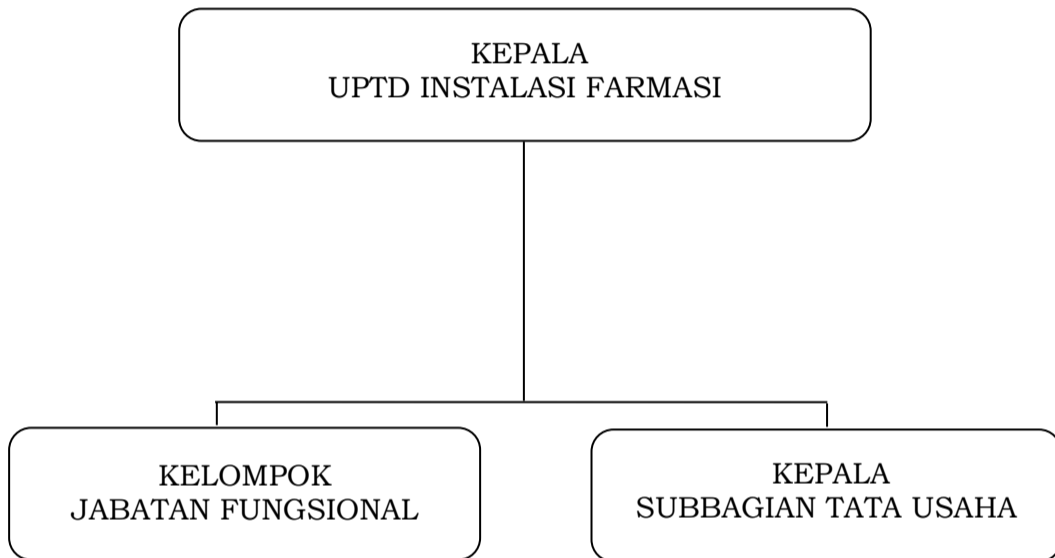 KEPALA
UPTD INSTALASI FARMASI
KELOMPOK
JABATAN FUNGSIONAL
KEPALA
SUBBAGIAN TATA USAHA